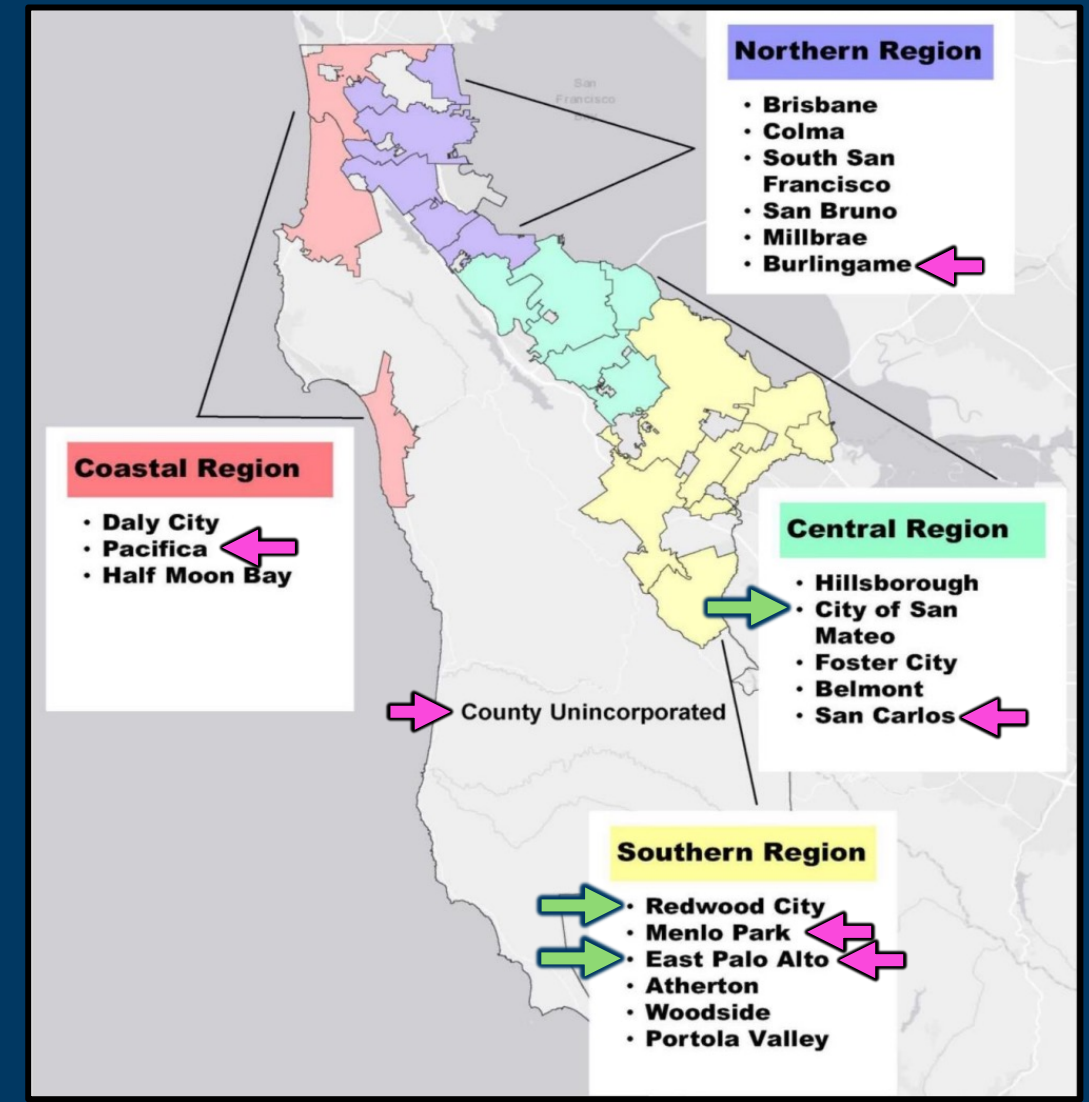 Northern Region
• Brisbane
• Colma
• South San
Francisco
• San Bruno
• Millbrae
• Burlingame
San
Francisco
Coastal Region
• Daly City
• Pacifica
• Half Moon Bay
Central Region
• Hillsborough
• City of San
Mateo
• Foster City
• Belmont
• San Carlos
County Unincorporated
Southern Region
• Redwood City
• Menlo Park
• East Palo Alto
• Atherton
• Woodside
• Portola Valley